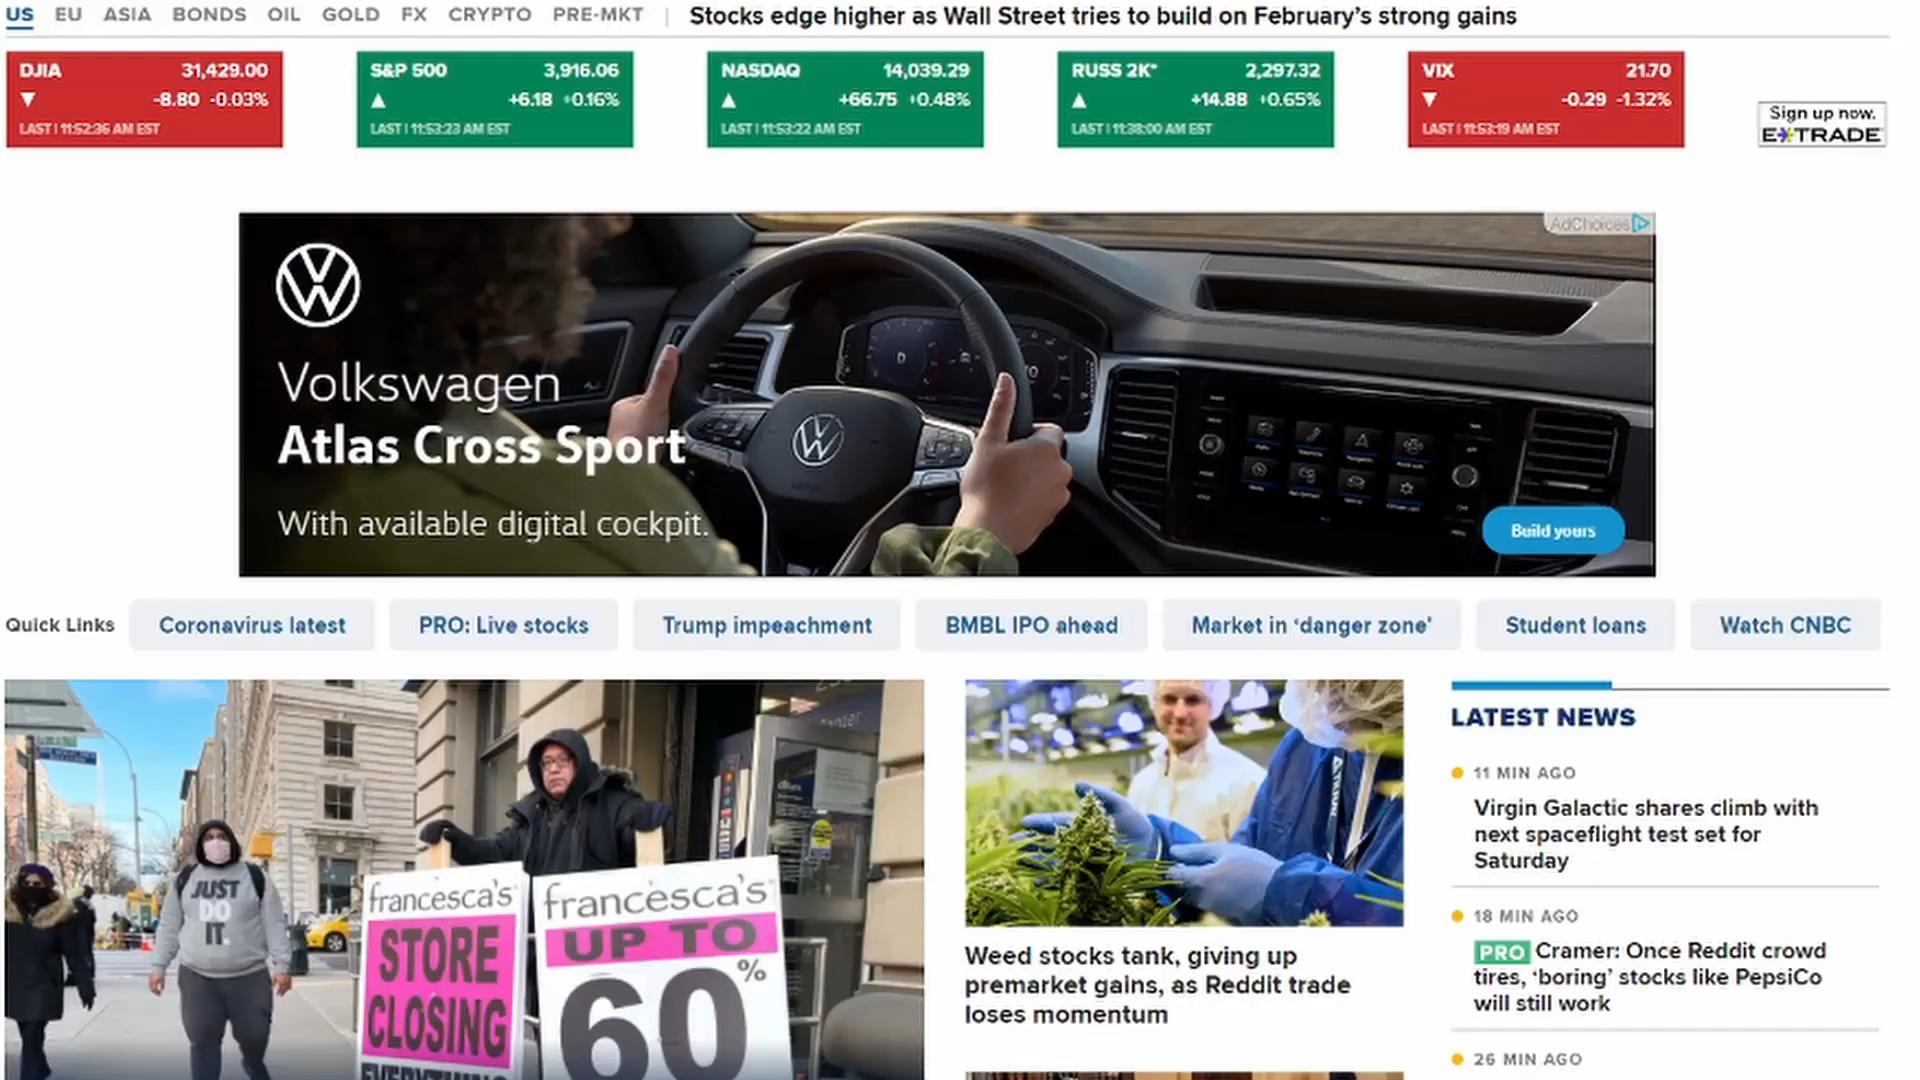 US EU ASIA BONDS OIL GOLD FX CRYPTO PRE-MKT
Stocks edge higher as Wall Street tries to build on February’s strong gains
DJIA 31,429.00
-8.80 -0.03%
LAST | 11:52:36 AM EST
S&P 500 3,916.06
+6.18 +0.16%
LAST | 11:53:23 AM EST
NASDAQ 14,039.29
+66.75 +0.48%
LAST | 11:53:22 AM EST
RUSS 2K* 2,297.32
+14.88 +0.65%
LAST | 11:38:00 AM EST
VIX 21.70
-0.29 -1.32%
LAST | 11:53:19 AM EST
Sign up now.
E*TRADE
AdChoices
Volkswagen
Atlas Cross Sport
With available digital cockpit.
Build yours
Quick Links Coronavirus latest PRO: Live stocks Trump impeachment BMBL IPO ahead Market in ‘danger zone’ Student loans Watch CNBC
JUST
DO
IT.
francesca's
STORE
CLOSING
EVERYTHING
francesca's
UP TO
60%
Weed stocks tank, giving up
premarket gains, as Reddit trade
loses momentum
LATEST NEWS
11 MIN AGO
Virgin Galactic shares climb with
next spaceflight test set for
Saturday
18 MIN AGO
PRO Cramer: Once Reddit crowd
tires, ‘boring’ stocks like PepsiCo
will still work
26 MIN AGO